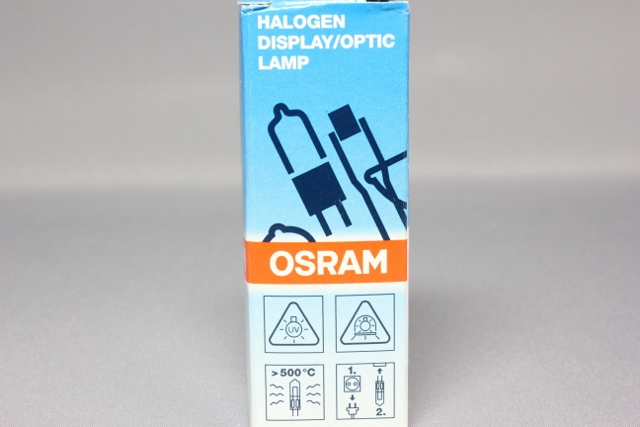 HALOGEN
DISPLAY/OPTIC
LAMP
OSRAM
UV
>500°C
1.
2.